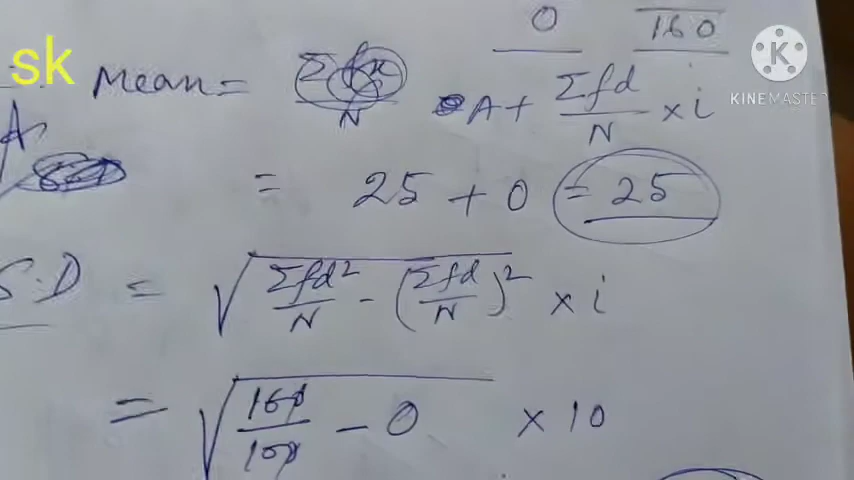 0 160
sk
KINEMASTER
Mean = A + Σfd/N × i
A
= 25 + 0 = 25
S.D = √(Σfd²/N - (Σfd/N)²) × i
= √(160/100 - 0) × 10